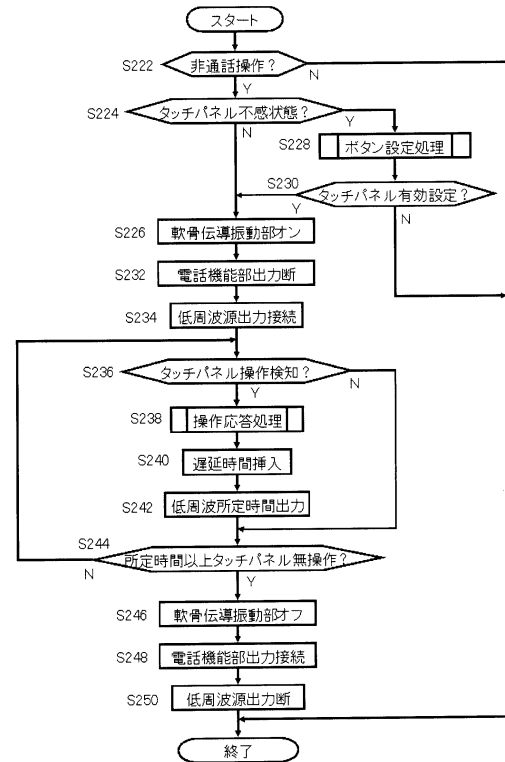 スタート
S222 非通話操作？ N
Y
S224 タッチパネル不感状態？ Y
N
S228 ボタン設定処理
S230 タッチパネル有効設定？
Y N
S226 軟骨伝導振動部オン
S232 電話機能部出力断
S234 低周波源出力接続
S236 タッチパネル操作検知？ N
Y
S238 操作応答処理
S240 遅延時間挿入
S242 低周波所定時間出力
S244 所定時間以上タッチパネル無操作？
N Y
S246 軟骨伝導振動部オフ
S248 電話機能部出力接続
S250 低周波源出力断
終了